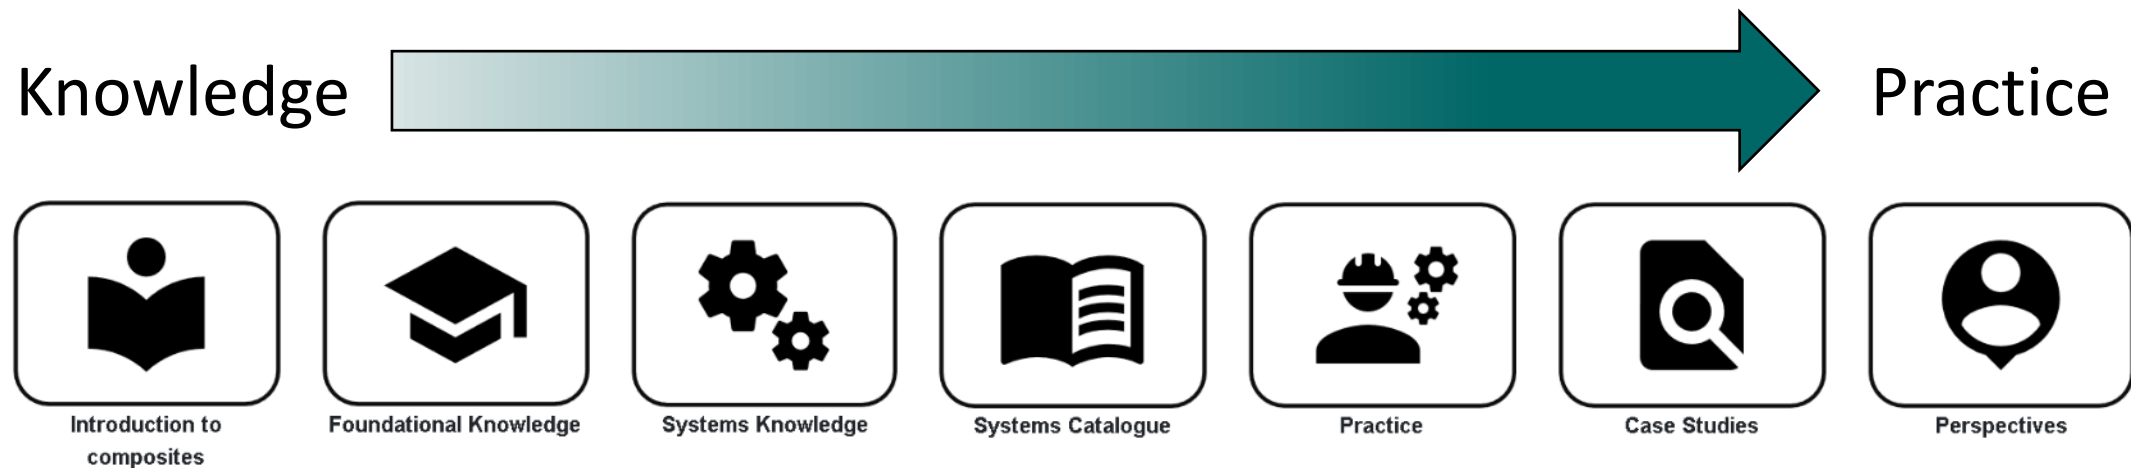 Knowledge
Practice
Introduction to
composites
Foundational Knowledge
Systems Knowledge
Systems Catalogue
Practice
Case Studies
Perspectives